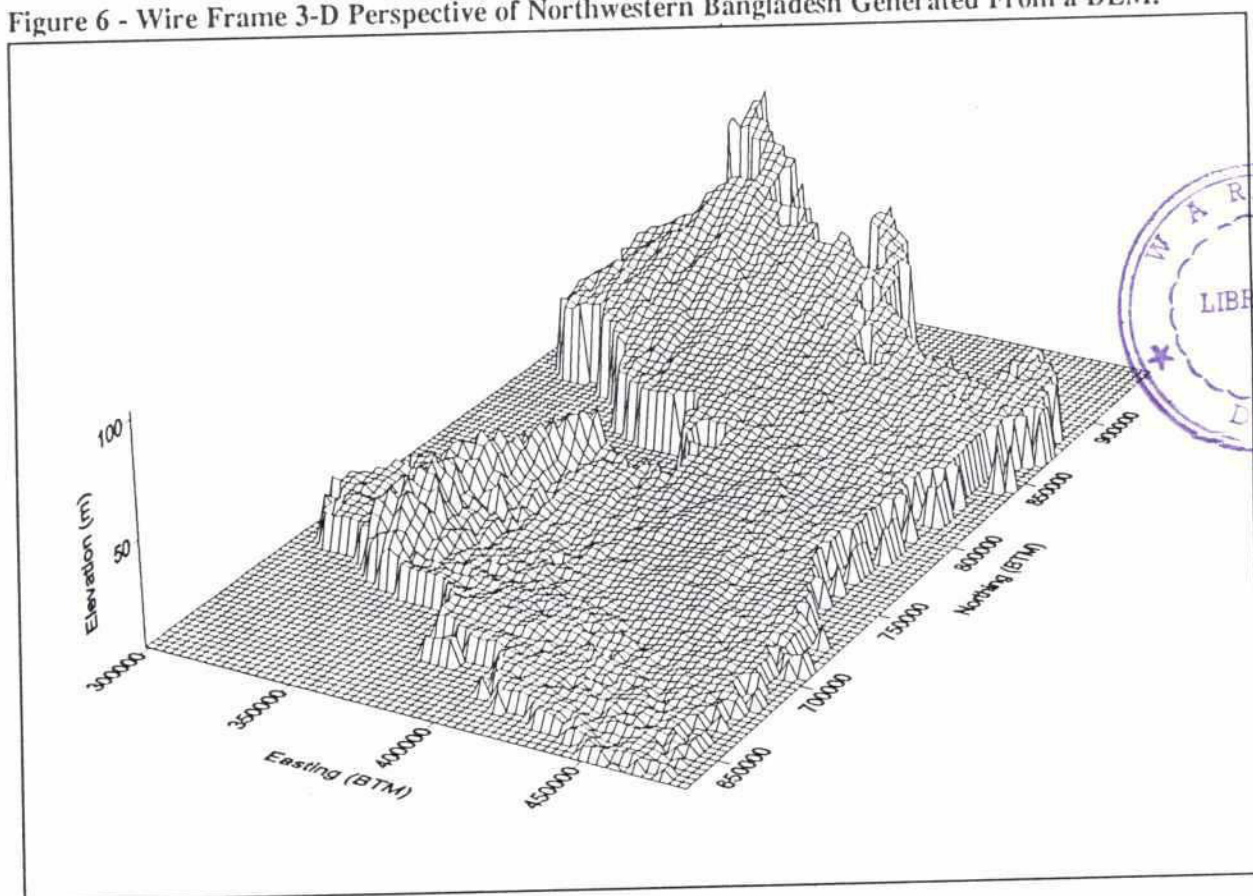 Figure 6 - Wire Frame 3-D Perspective of Northwestern Bangladesh Generated From a DEM.
100
50
Elevation (m)
300000
350000
400000
450000
Easting (BTM)
650000
700000
750000
800000
850000
900000
Northing (BTM)
W A R
LIBR
D